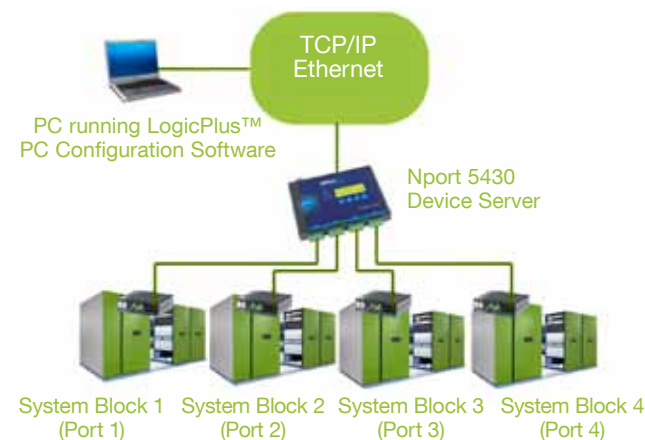 TCP/IP
Ethernet
PC running LogicPlus™
PC Configuration Software
Nport 5430
Device Server
System Block 1
(Port 1)
System Block 2
(Port 2)
System Block 3
(Port 3)
System Block 4
(Port 4)